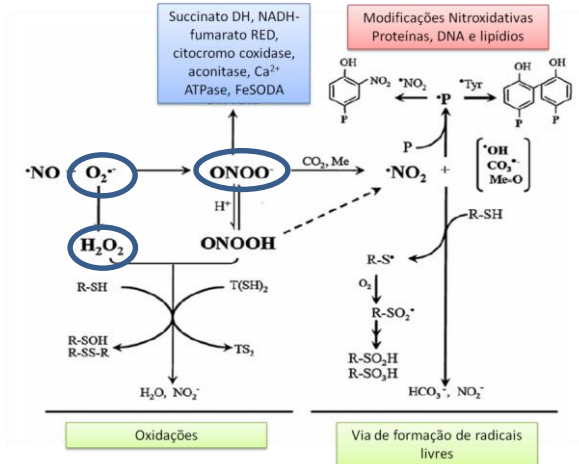 Succinato DH, NADH-
fumarato RED,
citocromo coxidase,
aconitase, Ca²⁺
ATPase, FeSODA
Modificações Nitroxidativas
Proteínas, DNA e lipídios
OH
NO₂
P
•NO₂
•P
•Tyr
OH
OH
P
P
P
•NO
O₂•⁻
ONOO⁻
CO₂, Me
•NO₂ +
•OH
CO₃•⁻
Me=O
H⁺
H₂O₂
ONOOH
R-SH
R-SH
T(SH)₂
R-S•
O₂
R-SO₂•
R-SOH
R-SS-R
TS₂
R-SO₂H
R-SO₃H
H₂O, NO₂⁻
HCO₃⁻, NO₂⁻
Oxidações
Via de formação de radicais
livres